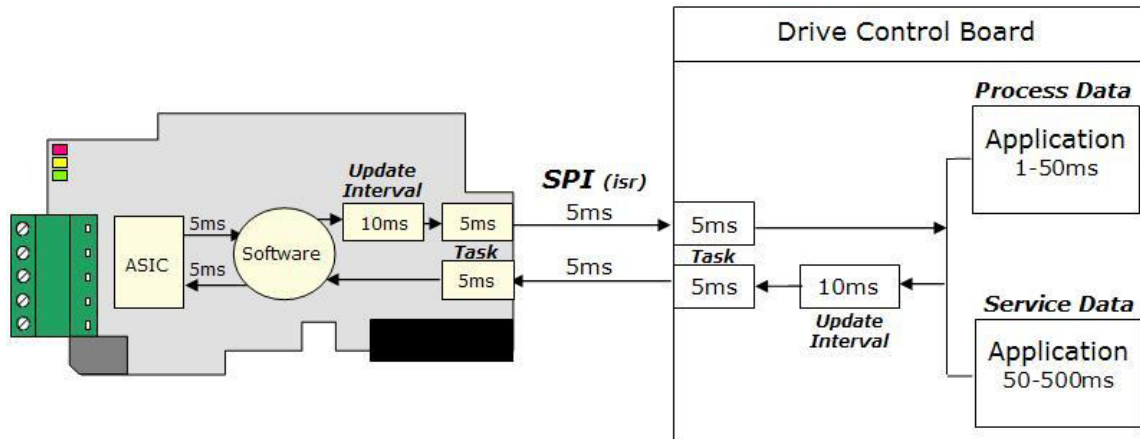 Drive Control Board
Process Data
Application
1-50ms
Update
Interval
SPI (isr)
5ms
10ms
5ms
5ms
5ms
ASIC
Software
Task
Task
5ms
5ms
5ms
5ms
10ms
Update
Interval
Service Data
Application
50-500ms